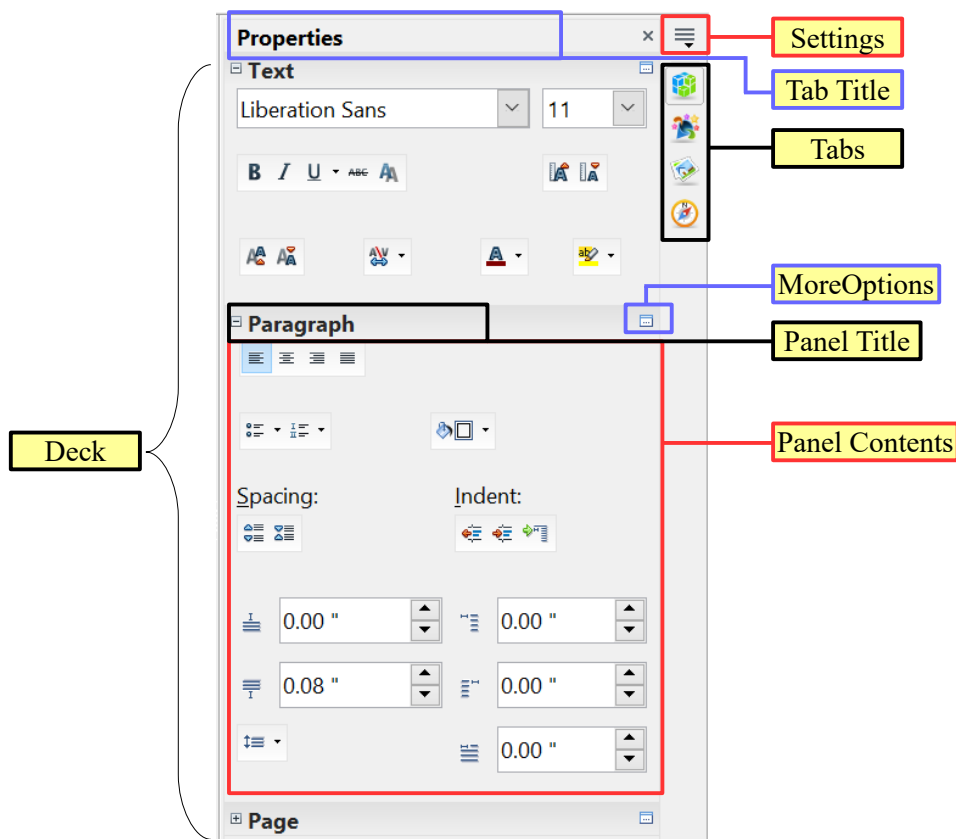 Properties
Settings
Text
Tab Title
Liberation Sans
11
Tabs
B I U ABC
MoreOptions
Paragraph
Panel Title
Deck
Panel Contents
Spacing:
Indent:
0.00 "
0.00 "
0.08 "
0.00 "
0.00 "
Page